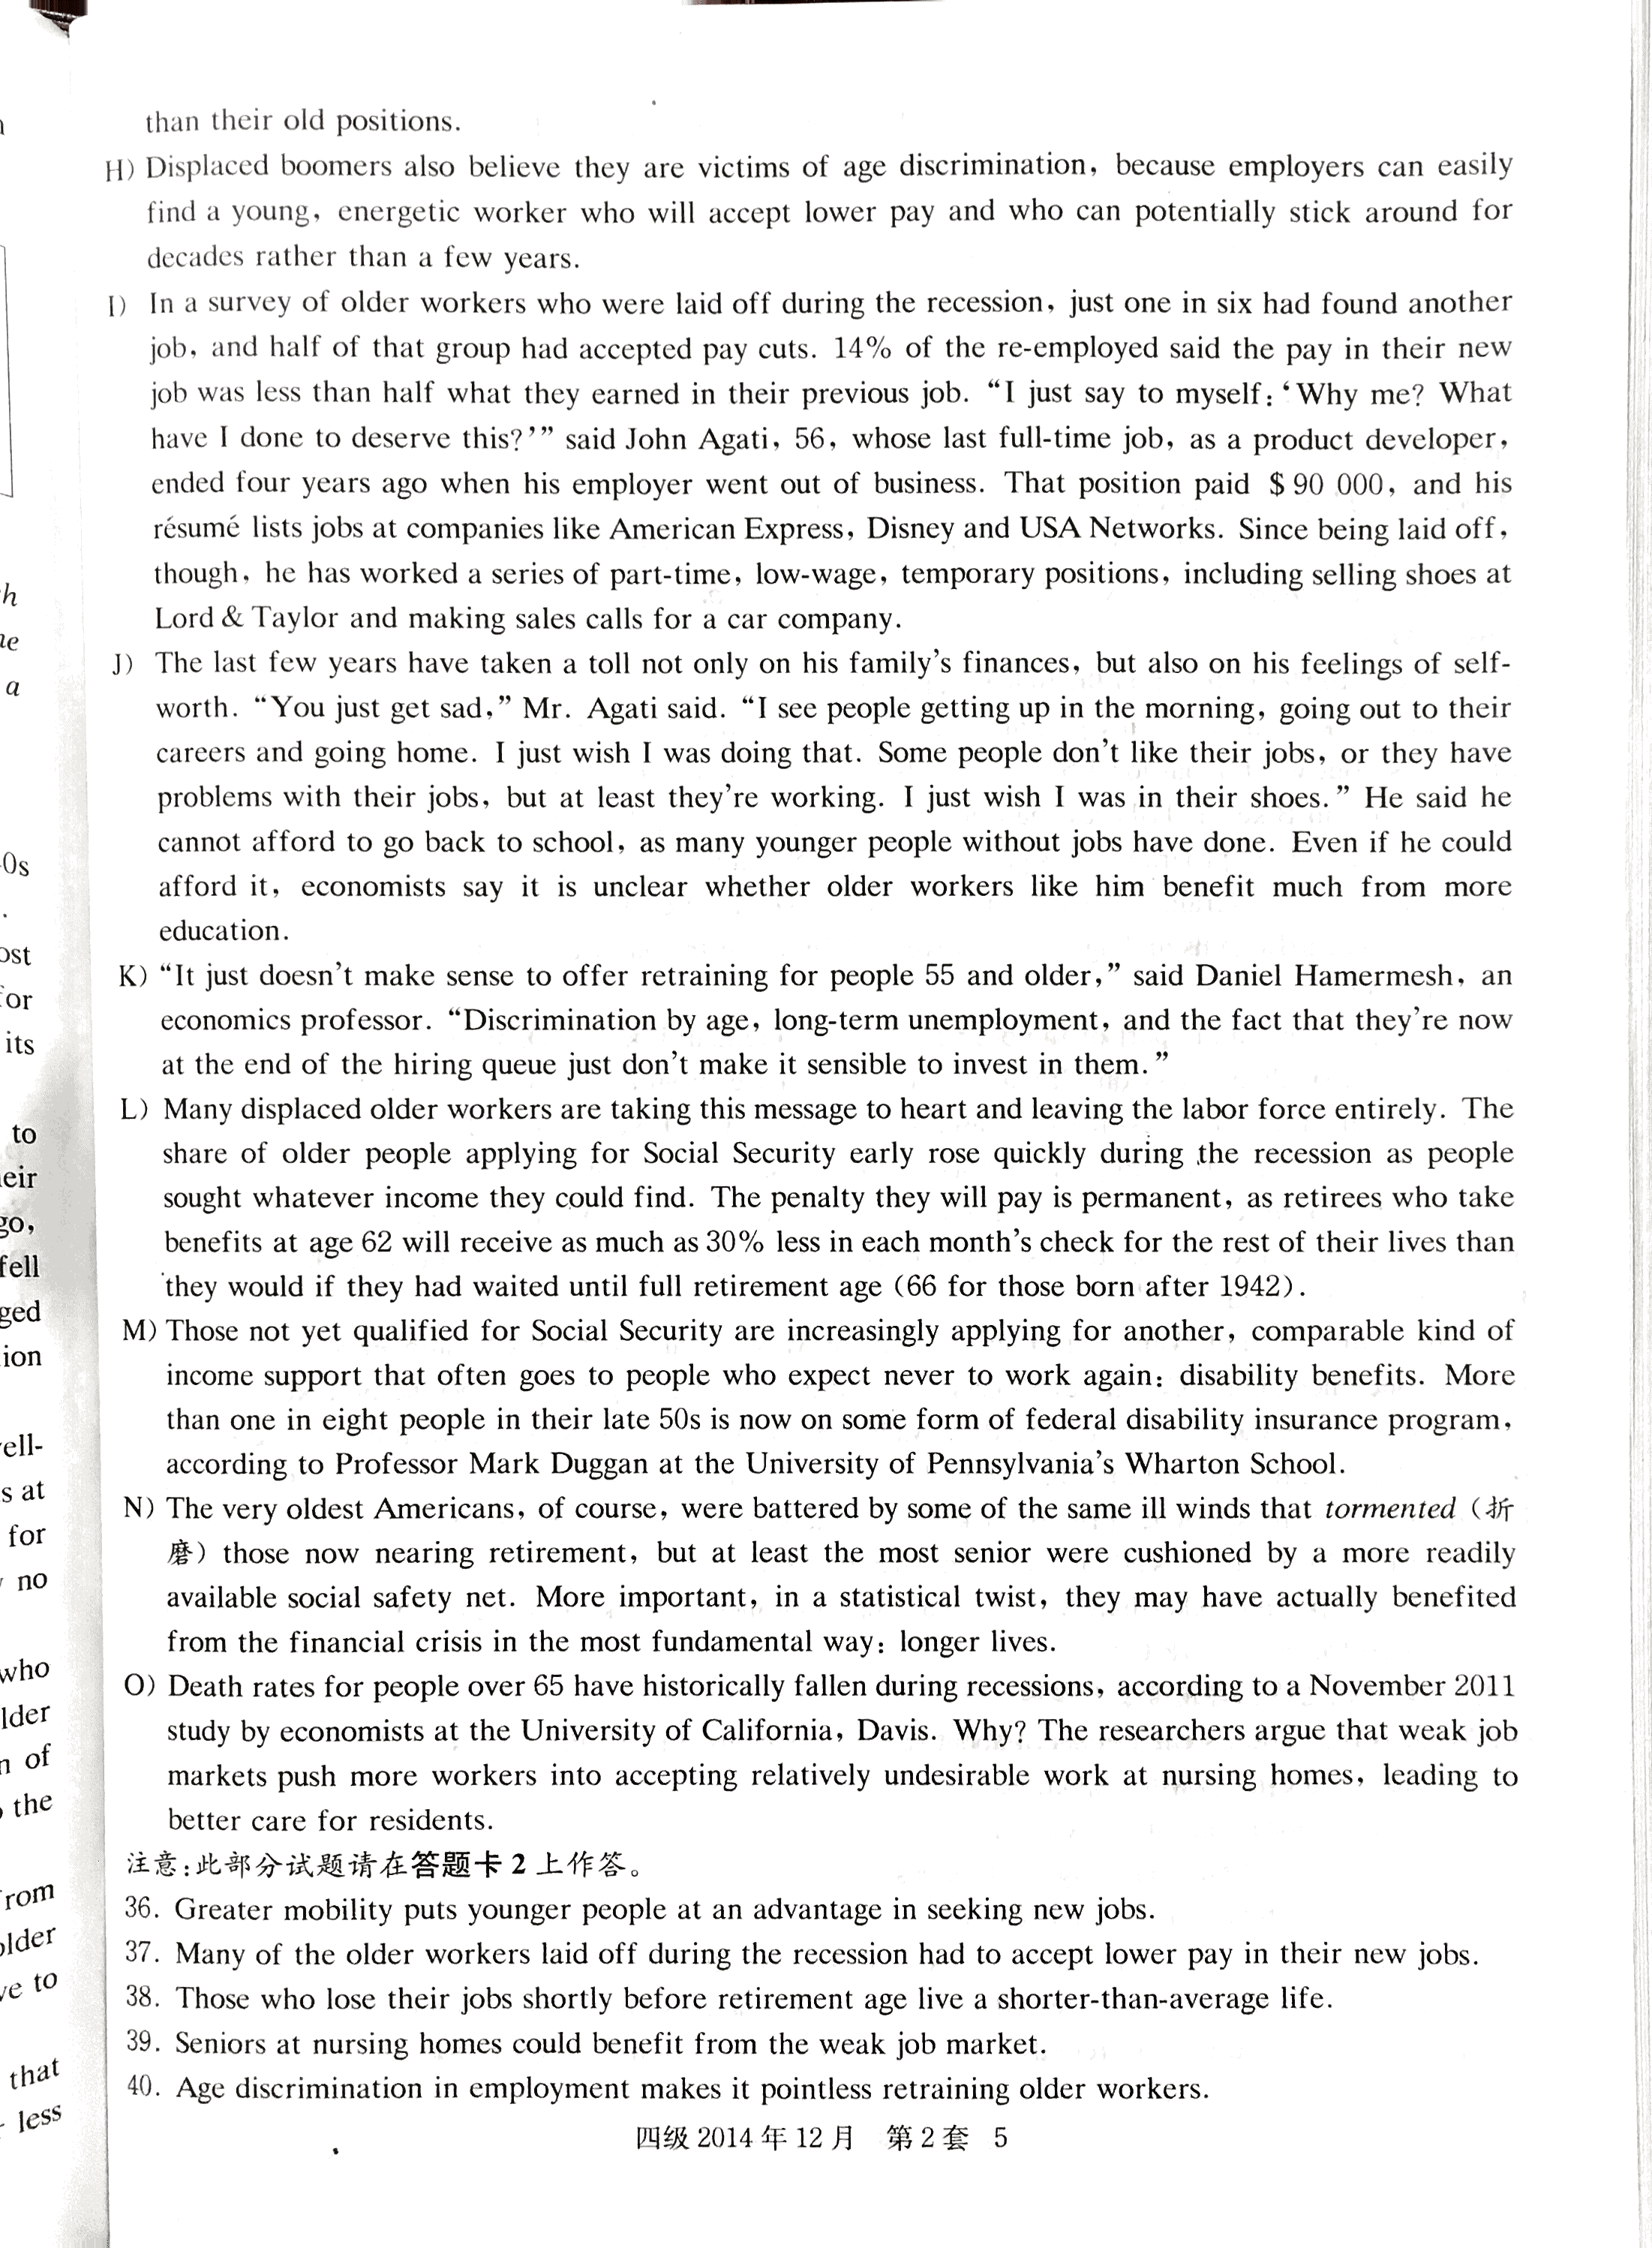 than their old positions.
H) Displaced boomers also believe they are victims of age discrimination, because employers can easily
find a young, energetic worker who will accept lower pay and who can potentially stick around for
decades rather than a few years.
I) In a survey of older workers who were laid off during the recession, just one in six had found another
job, and half of that group had accepted pay cuts. 14% of the re-employed said the pay in their new
job was less than half what they earned in their previous job. “I just say to myself: ‘Why me? What
have I done to deserve this?’” said John Agati, 56, whose last full-time job, as a product developer,
ended four years ago when his employer went out of business. That position paid $90 000, and his
résumé lists jobs at companies like American Express, Disney and USA Networks. Since being laid off,
though, he has worked a series of part-time, low-wage, temporary positions, including selling shoes at
Lord & Taylor and making sales calls for a car company.
J) The last few years have taken a toll not only on his family’s finances, but also on his feelings of self-
worth. “You just get sad,” Mr. Agati said. “I see people getting up in the morning, going out to their
careers and going home. I just wish I was doing that. Some people don’t like their jobs, or they have
problems with their jobs, but at least they’re working. I just wish I was in their shoes.” He said he
cannot afford to go back to school, as many younger people without jobs have done. Even if he could
afford it, economists say it is unclear whether older workers like him benefit much from more
education.
K) “It just doesn’t make sense to offer retraining for people 55 and older,” said Daniel Hamermesh, an
economics professor. “Discrimination by age, long-term unemployment, and the fact that they’re now
at the end of the hiring queue just don’t make it sensible to invest in them.”
L) Many displaced older workers are taking this message to heart and leaving the labor force entirely. The
share of older people applying for Social Security early rose quickly during the recession as people
sought whatever income they could find. The penalty they will pay is permanent, as retirees who take
benefits at age 62 will receive as much as 30% less in each month’s check for the rest of their lives than
they would if they had waited until full retirement age (66 for those born after 1942).
M) Those not yet qualified for Social Security are increasingly applying for another, comparable kind of
income support that often goes to people who expect never to work again: disability benefits. More
than one in eight people in their late 50s is now on some form of federal disability insurance program,
according to Professor Mark Duggan at the University of Pennsylvania’s Wharton School.
N) The very oldest Americans, of course, were battered by some of the same ill winds that tormented (折
磨) those now nearing retirement, but at least the most senior were cushioned by a more readily
available social safety net. More important, in a statistical twist, they may have actually benefited
from the financial crisis in the most fundamental way: longer lives.
O) Death rates for people over 65 have historically fallen during recessions, according to a November 2011
study by economists at the University of California, Davis. Why? The researchers argue that weak job
markets push more workers into accepting relatively undesirable work at nursing homes, leading to
better care for residents.
注意:此部分试题请在答题卡 2 上作答。
36. Greater mobility puts younger people at an advantage in seeking new jobs.
37. Many of the older workers laid off during the recession had to accept lower pay in their new jobs.
38. Those who lose their jobs shortly before retirement age live a shorter-than-average life.
39. Seniors at nursing homes could benefit from the weak job market.
40. Age discrimination in employment makes it pointless retraining older workers.
四级 2014 年 12 月 第 2 套 5